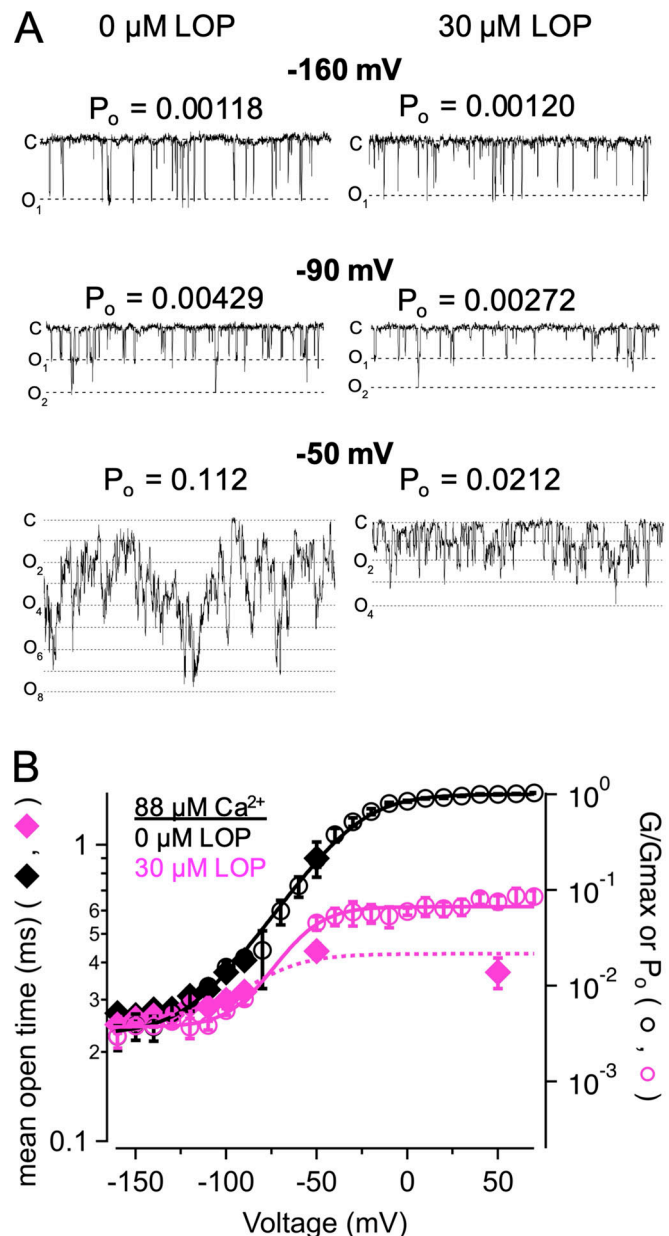 A
0 µM LOP 30 µM LOP
-160 mV
Po = 0.00118 Po = 0.00120
C C
O1 O1
-90 mV
Po = 0.00429 Po = 0.00272
C C
O1 O1
O2 O2
-50 mV
Po = 0.112 Po = 0.0212
C C
O2 O2
O4 O4
O6
O8
B
88 µM Ca2+
0 µM LOP
30 µM LOP
mean open time (ms) (◆, ◆)
1
6
5
4
3
2
0.1
G/Gmax or Po (o, o)
10^0
10^-1
10^-2
10^-3
-150 -100 -50 0 50
Voltage (mV)